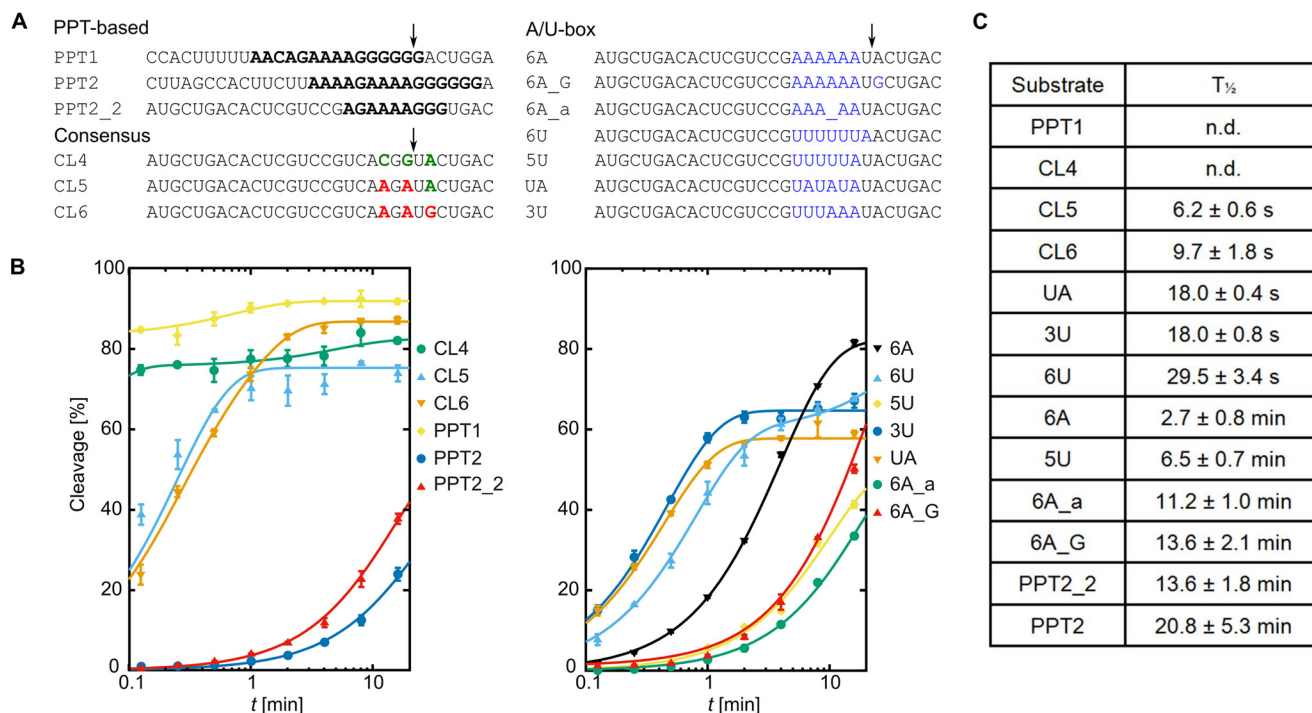 A
PPT-based
PPT1 CCACUUUUUAACAGAAAAGGGGGGACUGGA
PPT2 CUUAGCCACUUCUUAAAAGAAAAGGGGGGA
PPT2_2 AUGCUGACACUCGUCCGAGAAAAGGGUGAC
Consensus
CL4 AUGCUGACACUCGUCCGUCACGGUACUGAC
CL5 AUGCUGACACUCGUCCGUCAAGAUACUGAC
CL6 AUGCUGACACUCGUCCGUCAAGAUGCUGAC
A/U-box
6A AUGCUGACACUCGUCCGAAAAAAUACUGAC
6A_G AUGCUGACACUCGUCCGAAAAAAUGCUGAC
6A_a AUGCUGACACUCGUCCGAAA_AAUACUGAC
6U AUGCUGACACUCGUCCGUUUUUUAACUGAC
5U AUGCUGACACUCGUCCGUUUUUAUACUGAC
UA AUGCUGACACUCGUCCGUAUAUAUACUGAC
3U AUGCUGACACUCGUCCGUUUAAAUACUGAC
B
Cleavage [%]
100
80
60
40
20
0
0.1 1 10
t [min]
CL4
CL5
CL6
PPT1
PPT2
PPT2_2
100
80
60
40
20
0
0.1 1 10
t [min]
6A
6U
5U
3U
UA
6A_a
6A_G
C
Substrate T½
PPT1 n.d.
CL4 n.d.
CL5 6.2 ± 0.6 s
CL6 9.7 ± 1.8 s
UA 18.0 ± 0.4 s
3U 18.0 ± 0.8 s
6U 29.5 ± 3.4 s
6A 2.7 ± 0.8 min
5U 6.5 ± 0.7 min
6A_a 11.2 ± 1.0 min
6A_G 13.6 ± 2.1 min
PPT2_2 13.6 ± 1.8 min
PPT2 20.8 ± 5.3 min